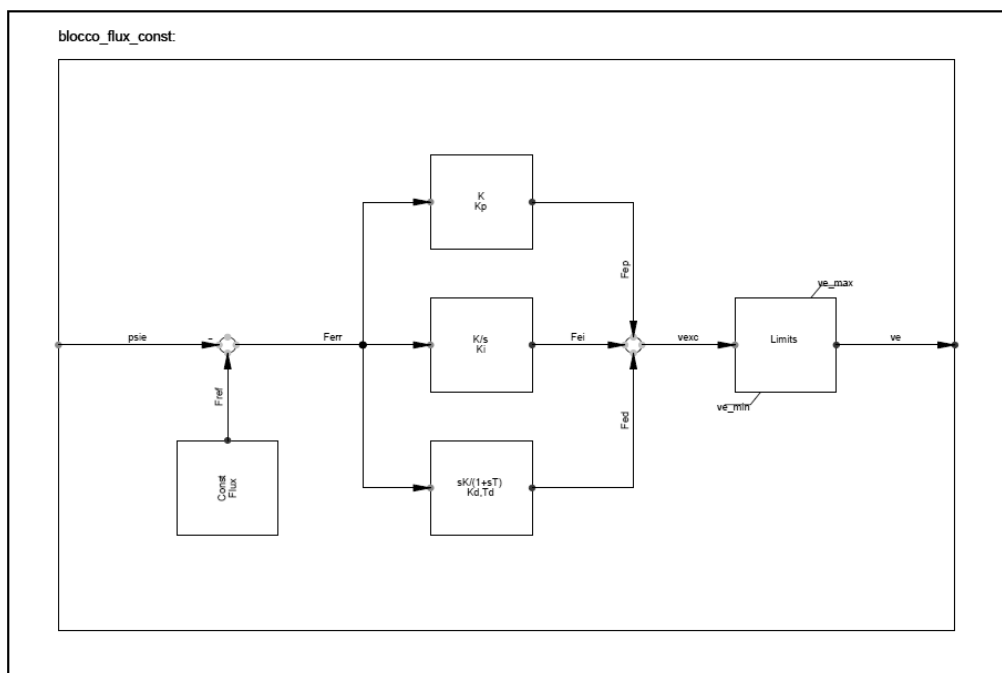 blocco_flux_const:
K
Kp
Fep
ve_max
psie
-
Ferr
K/s
Ki
Fei
vexc
Limits
ve
Fref
Fed
ve_min
Const
Flux
sK/(1+sT)
Kd,Td